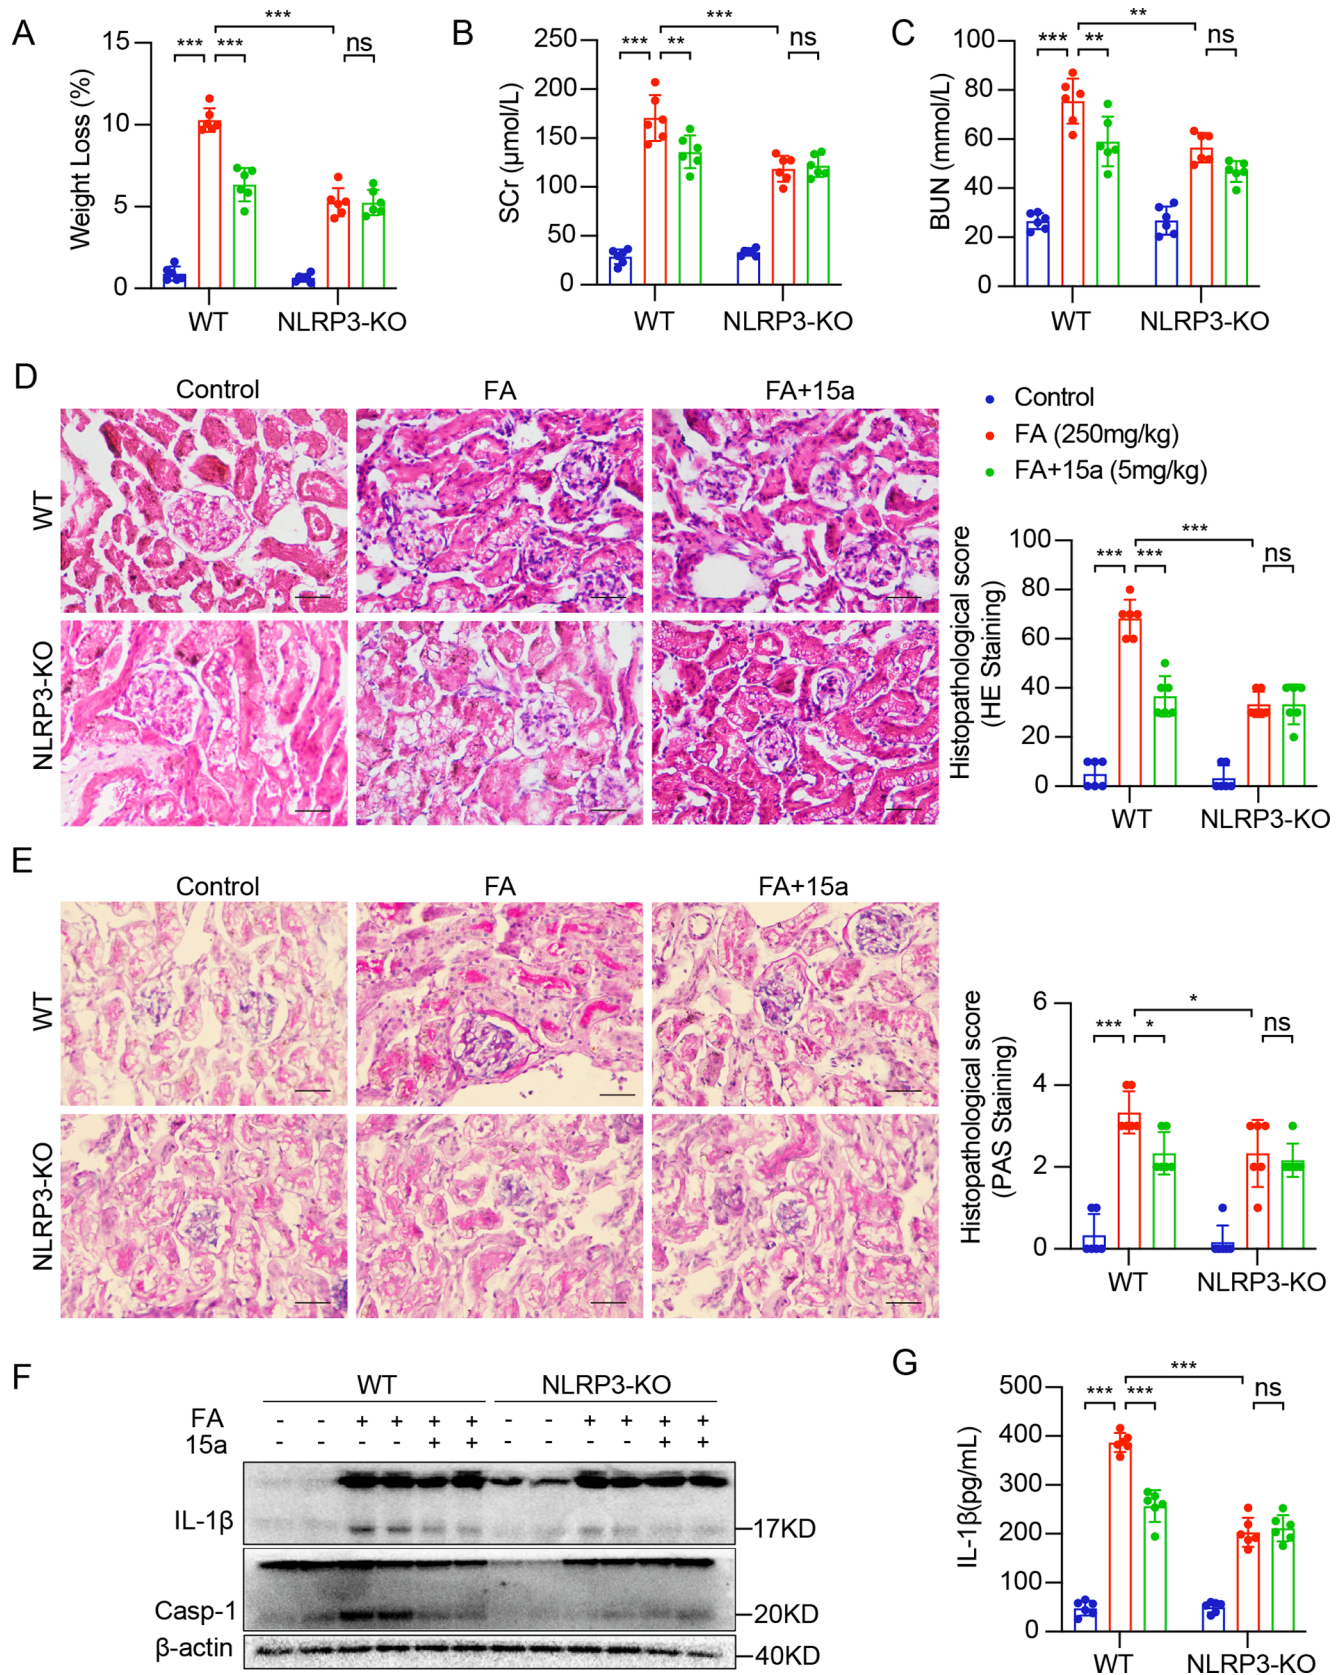 A
Weight Loss (%)
15
10
5
0
*** *** *** ns
WT NLRP3-KO
B
SCr (μmol/L)
250
200
150
100
50
0
*** ** *** ns
WT NLRP3-KO
C
BUN (mmol/L)
100
80
60
40
20
0
*** ** ** ns
WT NLRP3-KO
D
Control FA FA+15a
WT
NLRP3-KO
Control
FA (250mg/kg)
FA+15a (5mg/kg)
Histopathological score
(HE Staining)
100
80
60
40
20
0
*** *** *** ns
WT NLRP3-KO
E
Control FA FA+15a
WT
NLRP3-KO
Histopathological score
(PAS Staining)
6
4
2
0
*** * * ns
WT NLRP3-KO
F
WT NLRP3-KO
FA - - + + + + - - + + + +
15a - - - - + + - - - - + +
IL-1β
17KD
Casp-1
20KD
β-actin
40KD
G
IL-1β(pg/mL)
500
400
300
200
100
0
*** *** *** ns
WT NLRP3-KO